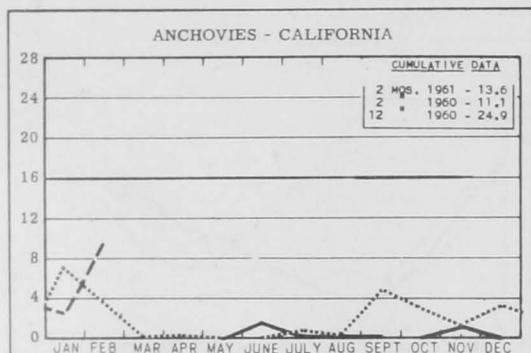 ANCHOVIES - CALIFORNIA
CUMULATIVE DATA
2 MOS. 1961 - 13.6
2 " 1960 - 11.1
12 " 1960 - 24.9
28
24
20
16
12
8
4
0
JAN FEB MAR APR MAY JUNE JULY AUG SEPT OCT NOV DEC